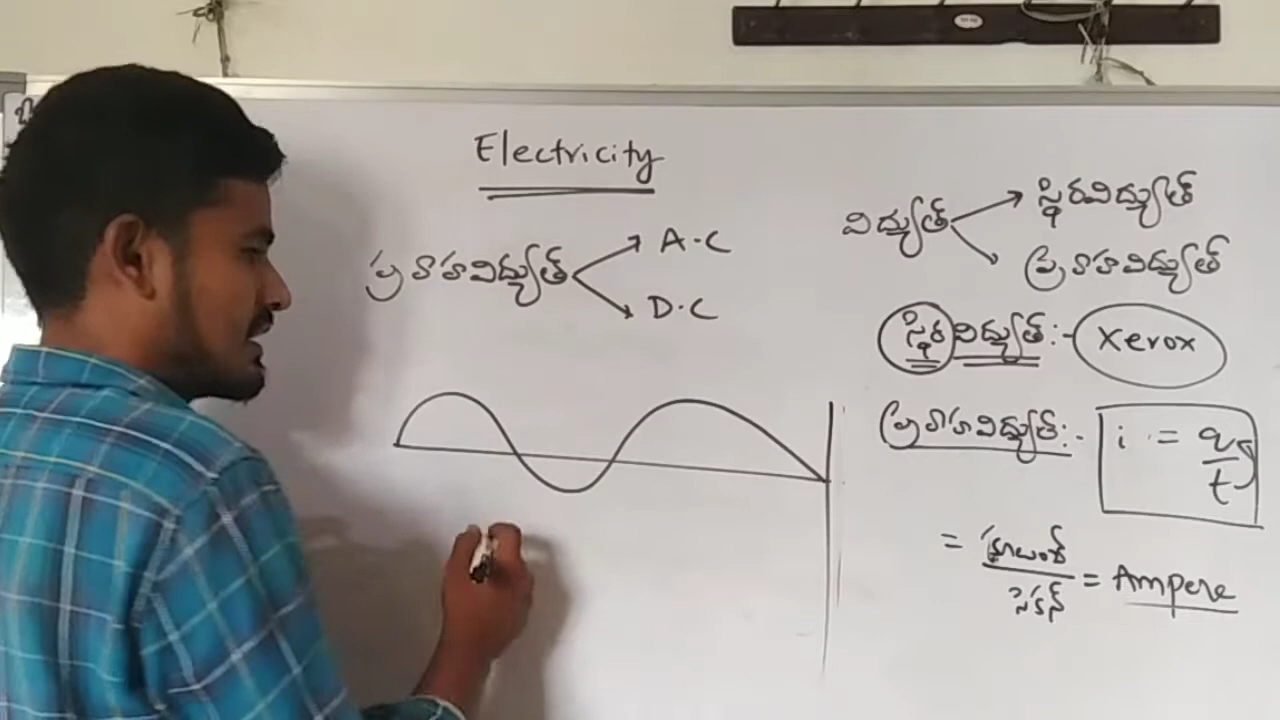 Electricity
ప్రవాహవిద్యుత్
A.C
D.C
విద్యుత్
స్థిరవిద్యుత్
ప్రవాహవిద్యుత్
స్థిరవిద్యుత్:- Xerox
ప్రవాహవిద్యుత్:- i = q/t
= కూలుంబ్/సెకన్ = Ampere